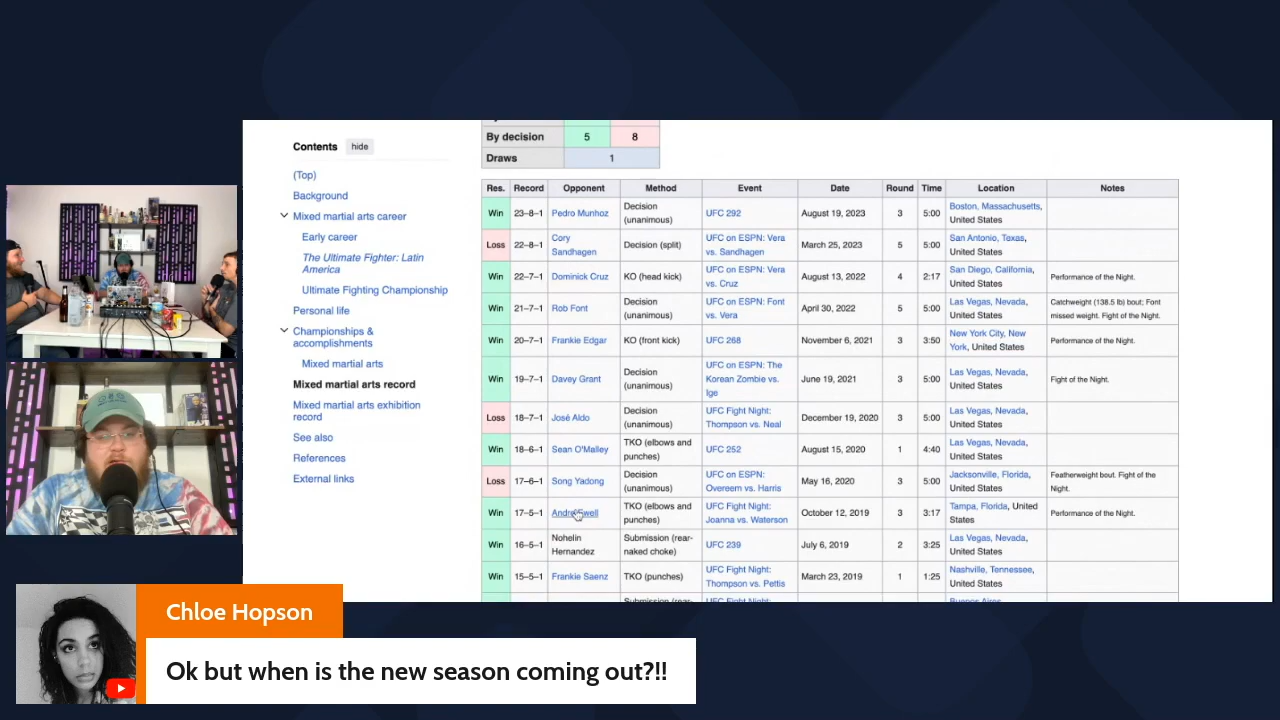 By decision 5 8
Draws 1
Contents hide
(Top)
Background
Mixed martial arts career
Early career
The Ultimate Fighter: Latin
America
Ultimate Fighting Championship
Personal life
Championships &
accomplishments
Mixed martial arts
Mixed martial arts record
Mixed martial arts exhibition
record
See also
References
External links
Res. Record Opponent Method Event Date Round Time Location Notes
Win 23–8–1 Pedro Munhoz Decision (unanimous) UFC 292 August 19, 2023 3 5:00 Boston, Massachusetts, United States
Loss 22–8–1 Cory Sandhagen Decision (split) UFC on ESPN: Vera vs. Sandhagen March 25, 2023 5 5:00 San Antonio, Texas, United States
Win 22–7–1 Dominick Cruz KO (head kick) UFC on ESPN: Vera vs. Cruz August 13, 2022 4 2:17 San Diego, California, United States Performance of the Night.
Win 21–7–1 Rob Font Decision (unanimous) UFC on ESPN: Font vs. Vera April 30, 2022 5 5:00 Las Vegas, Nevada, United States Catchweight (138.5 lb) bout; Font missed weight. Fight of the Night.
Win 20–7–1 Frankie Edgar KO (front kick) UFC 268 November 6, 2021 3 3:50 New York City, New York, United States Performance of the Night.
Win 19–7–1 Davey Grant Decision (unanimous) UFC on ESPN: The Korean Zombie vs. Ige June 19, 2021 3 5:00 Las Vegas, Nevada, United States Fight of the Night.
Loss 18–7–1 José Aldo Decision (unanimous) UFC Fight Night: Thompson vs. Neal December 19, 2020 3 5:00 Las Vegas, Nevada, United States
Win 18–6–1 Sean O'Malley TKO (elbows and punches) UFC 252 August 15, 2020 1 4:40 Las Vegas, Nevada, United States
Loss 17–6–1 Song Yadong Decision (unanimous) UFC on ESPN: Overeem vs. Harris May 16, 2020 3 5:00 Jacksonville, Florida, United States Featherweight bout. Fight of the Night.
Win 17–5–1 TKO (elbows and punches) UFC Fight Night: Joanna vs. Waterson October 12, 2019 3 3:17 Tampa, Florida, United States Performance of the Night.
Win 16–5–1 Nohelin Hernandez Submission (rear-naked choke) UFC 239 July 6, 2019 2 3:25 Las Vegas, Nevada, United States
Win 15–5–1 Frankie Saenz TKO (punches) UFC Fight Night: Thompson vs. Pettis March 23, 2019 1 1:25 Nashville, Tennessee, United States
Chloe Hopson
Ok but when is the new season coming out?!!